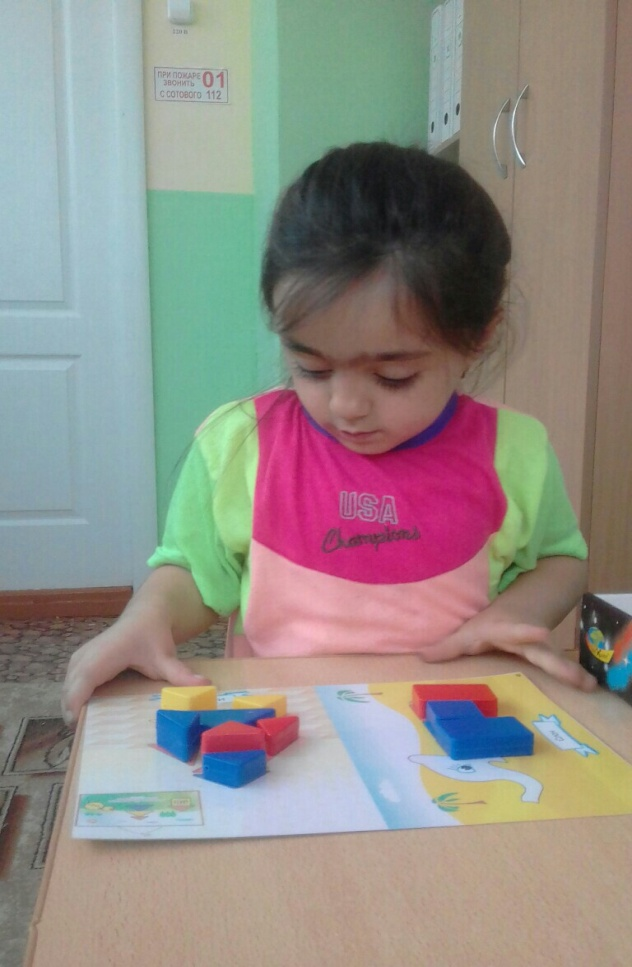 ПРИ ПОЖАРЕ
ЗВОНИТЬ 01
С СОТОВОГО 112
USA
Champions